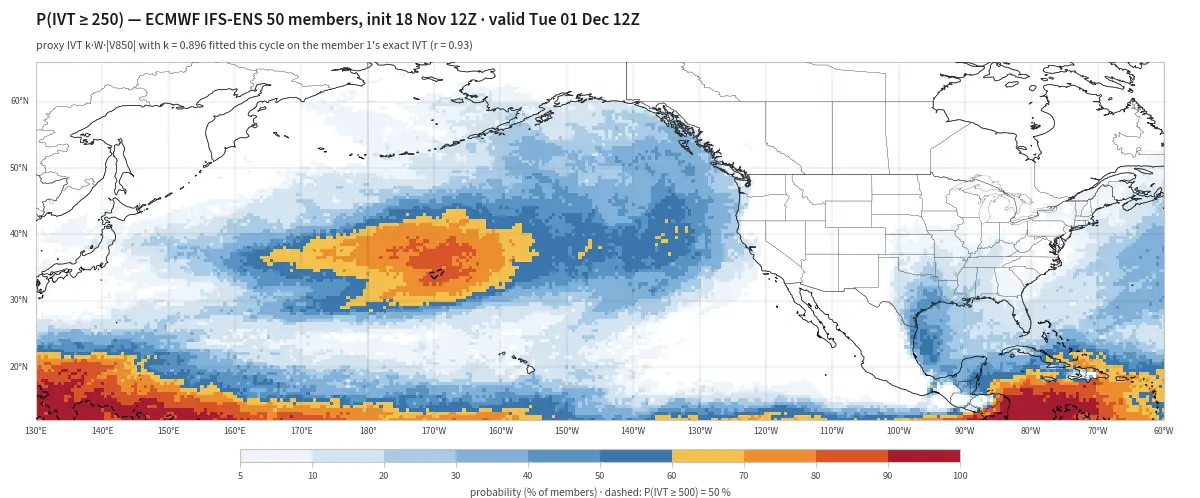 P(IVT ≥ 250) — ECMWF IFS-ENS 50 members, init 18 Nov 12Z · valid Tue 01 Dec 12Z
proxy IVT k·W·|V850| with k = 0.896 fitted this cycle on the member 1's exact IVT (r = 0.93)
60°N
50°N
40°N
30°N
20°N
130°E 140°E 150°E 160°E 170°E 180° 170°W 160°W 150°W 140°W 130°W 120°W 110°W 100°W 90°W 80°W 70°W 60°W
5 10 20 30 40 50 60 70 80 90 100
probability (% of members) · dashed: P(IVT ≥ 500) = 50 %